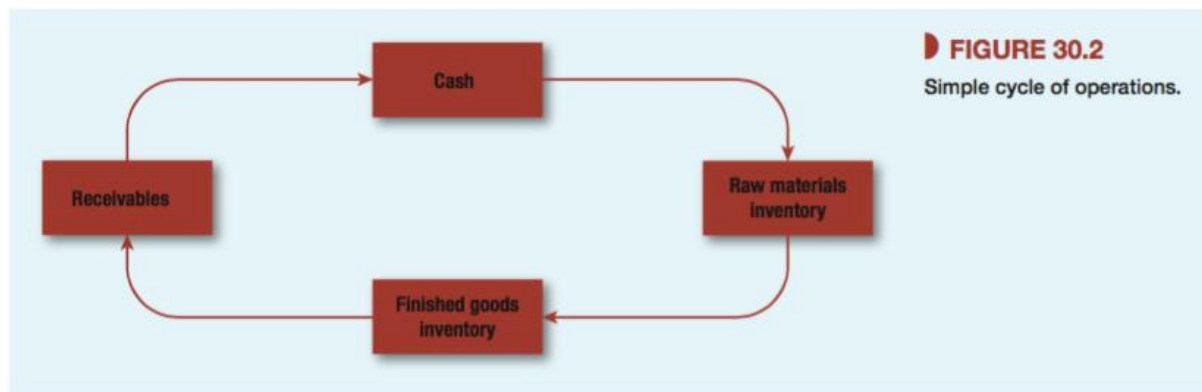 FIGURE 30.2
Simple cycle of operations.
Cash
Receivables
Raw materials
inventory
Finished goods
inventory